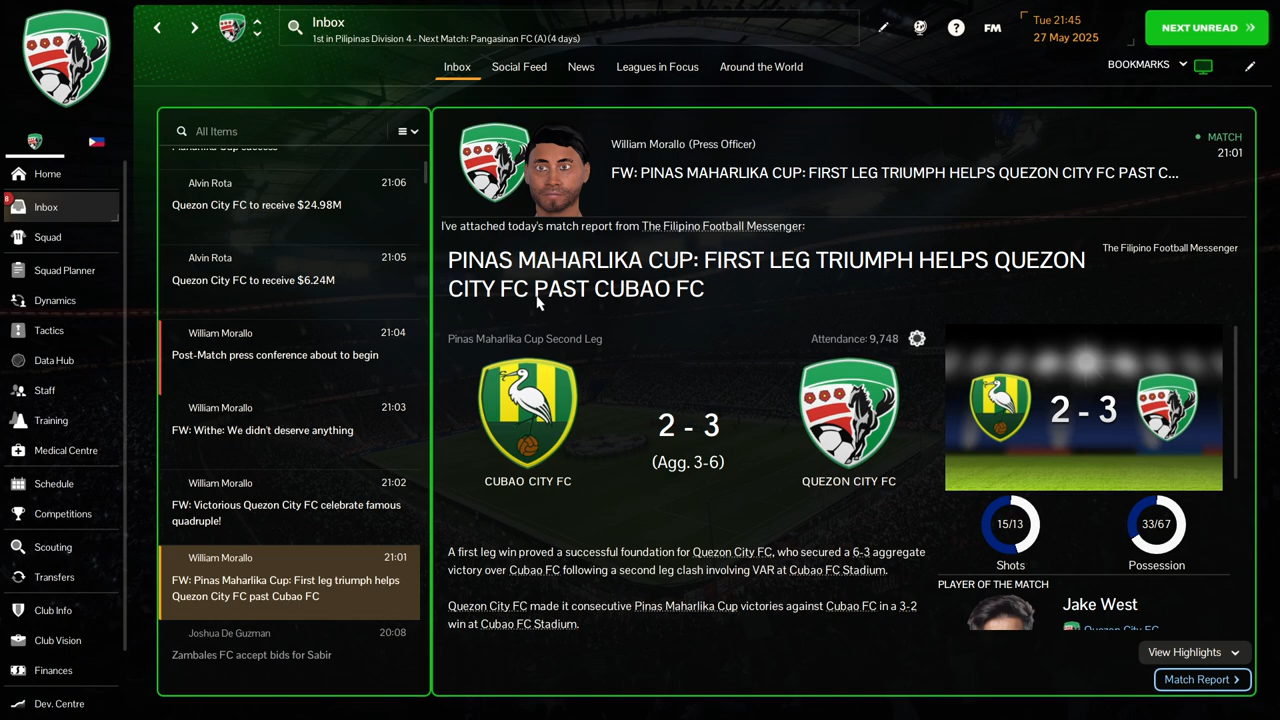 Inbox
1st in Pilipinas Division 4 - Next Match: Pangasinan FC (A)(4 days)
FM
Tue 21:45
27 May 2025
NEXT UNREAD
Inbox
Social Feed
News
Leagues in Focus
Around the World
BOOKMARKS
8
Home
Inbox
Squad
Squad Planner
Dynamics
Tactics
Data Hub
Staff
Training
Medical Centre
Schedule
Competitions
Scouting
Transfers
Club Info
Club Vision
Finances
Dev. Centre
All Items
Alvin Rota 21:06
Quezon City FC to receive $24.98M
Alvin Rota 21:05
Quezon City FC to receive $6.24M
William Morallo 21:04
Post-Match press conference about to begin
William Morallo 21:03
FW: Withe: We didn't deserve anything
William Morallo 21:02
FW: Victorious Quezon City FC celebrate famous
quadruple!
William Morallo 21:01
FW: Pinas Maharlika Cup: First leg triumph helps
Quezon City FC past Cubao FC
Joshua De Guzman 20:08
Zambales FC accept bids for Sabir
William Morallo (Press Officer)
FW: PINAS MAHARLIKA CUP: FIRST LEG TRIUMPH HELPS QUEZON CITY FC PAST C...
MATCH
21:01
I've attached today's match report from The Filipino Football Messenger:
PINAS MAHARLIKA CUP: FIRST LEG TRIUMPH HELPS QUEZON
CITY FC PAST CUBAO FC
The Filipino Football Messenger
Pinas Maharlika Cup Second Leg
Attendance: 9,748
2 - 3
(Agg. 3-6)
CUBAO CITY FC
QUEZON CITY FC
2 - 3
15/13
33/67
Shots
Possession
A first leg win proved a successful foundation for Quezon City FC, who secured a 6-3 aggregate
victory over Cubao FC following a second leg clash involving VAR at Cubao FC Stadium.
Quezon City FC made it consecutive Pinas Maharlika Cup victories against Cubao FC in a 3-2
win at Cubao FC Stadium.
PLAYER OF THE MATCH
Jake West
Quezon City FC
View Highlights
Match Report